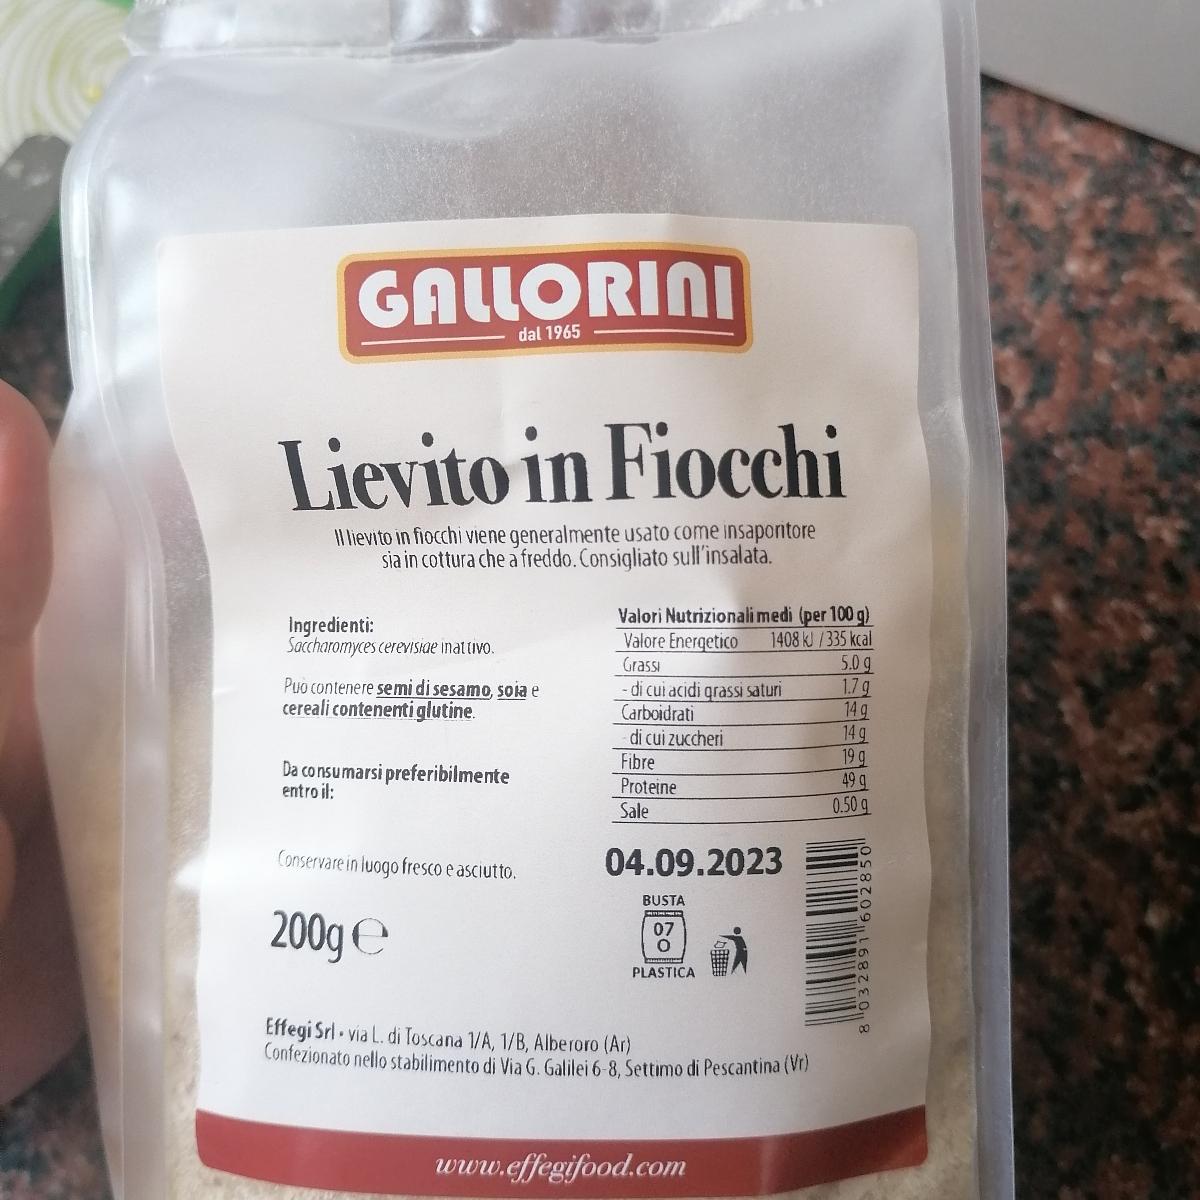 GALLORINI
dal 1965
Lievito in Fiocchi
Il lievito in fiocchi viene generalmente usato come insaporitore
sia in cottura che a freddo. Consigliato sull'insalata.
Ingredienti:
Saccharomyces cerevisiae inattivo.
Può contenere semi di sesamo, soia e
cereali contenenti glutine.
Da consumarsi preferibilmente
entro il:
Conservare in luogo fresco e asciutto.
200g e
Valori Nutrizionali medi (per 100 g)
Valore Energetico 1408 kJ / 335 kcal
Grassi 5.0 g
- di cui acidi grassi saturi 1.7 g
Carboidrati 14 g
- di cui zuccheri 14 g
Fibre 19 g
Proteine 49 g
Sale 0.50 g
04.09.2023
BUSTA
07
O
PLASTICA
8 032891 602850
Effegi Srl • via L. di Toscana 1/A, 1/B, Alberoro (Ar)
Confezionato nello stabilimento di Via G. Galilei 6-8, Settimo di Pescantina (Vr)
www.effegifood.com